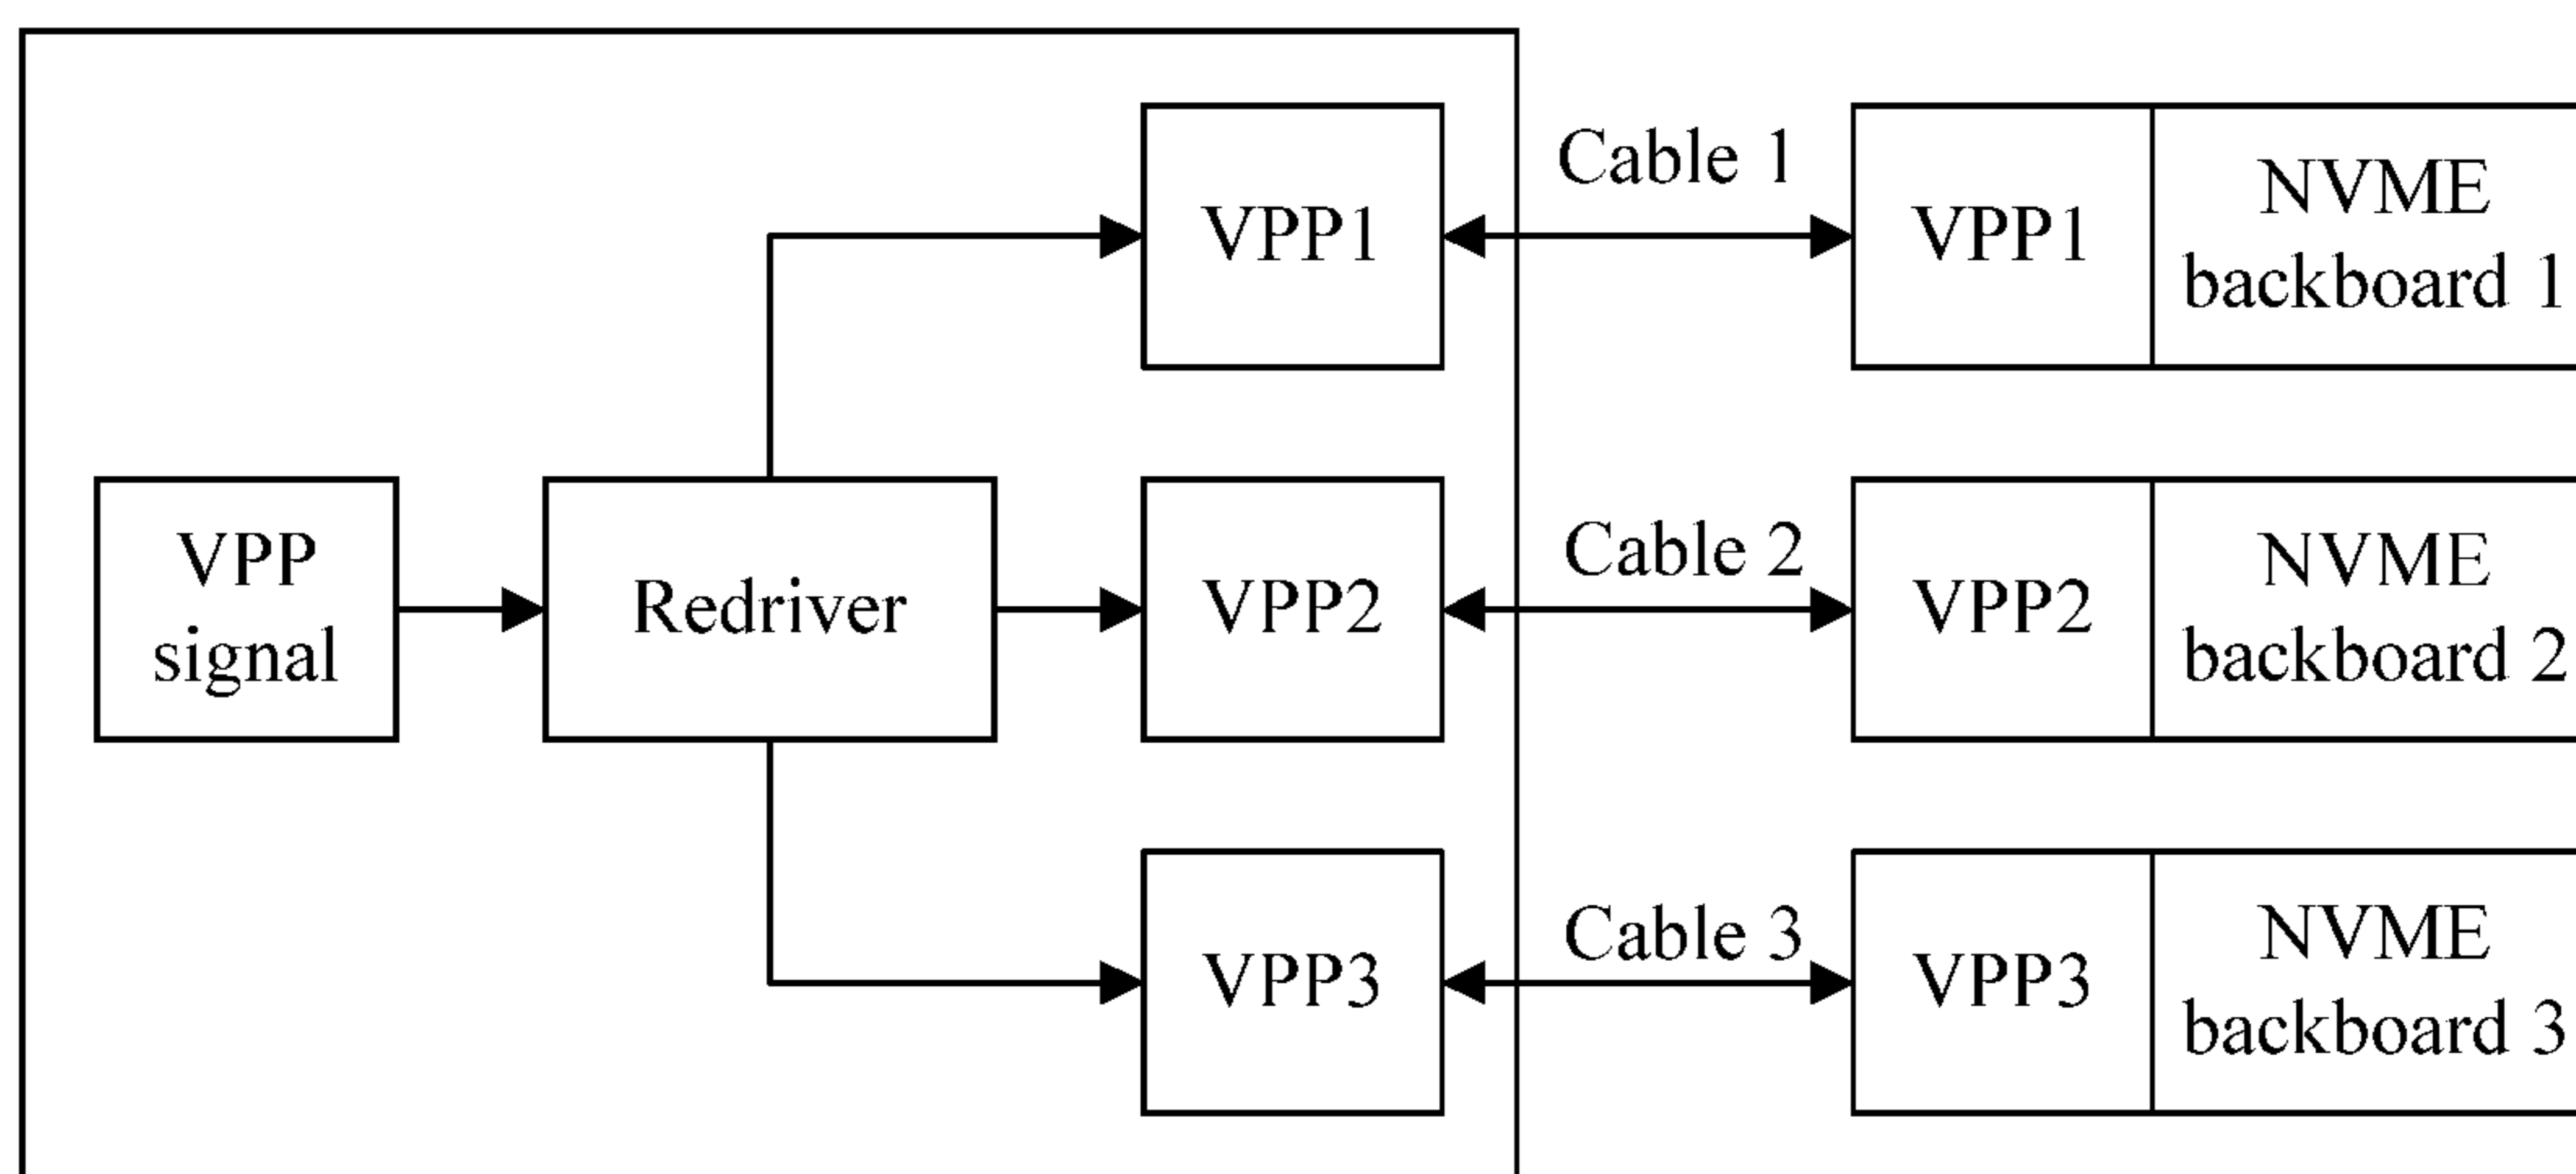 Cable 1
VPP1
VPP1
NVME
backboard 1
VPP
signal
Redriver
VPP2
Cable 2
VPP2
NVME
backboard 2
VPP3
Cable 3
VPP3
NVME
backboard 3